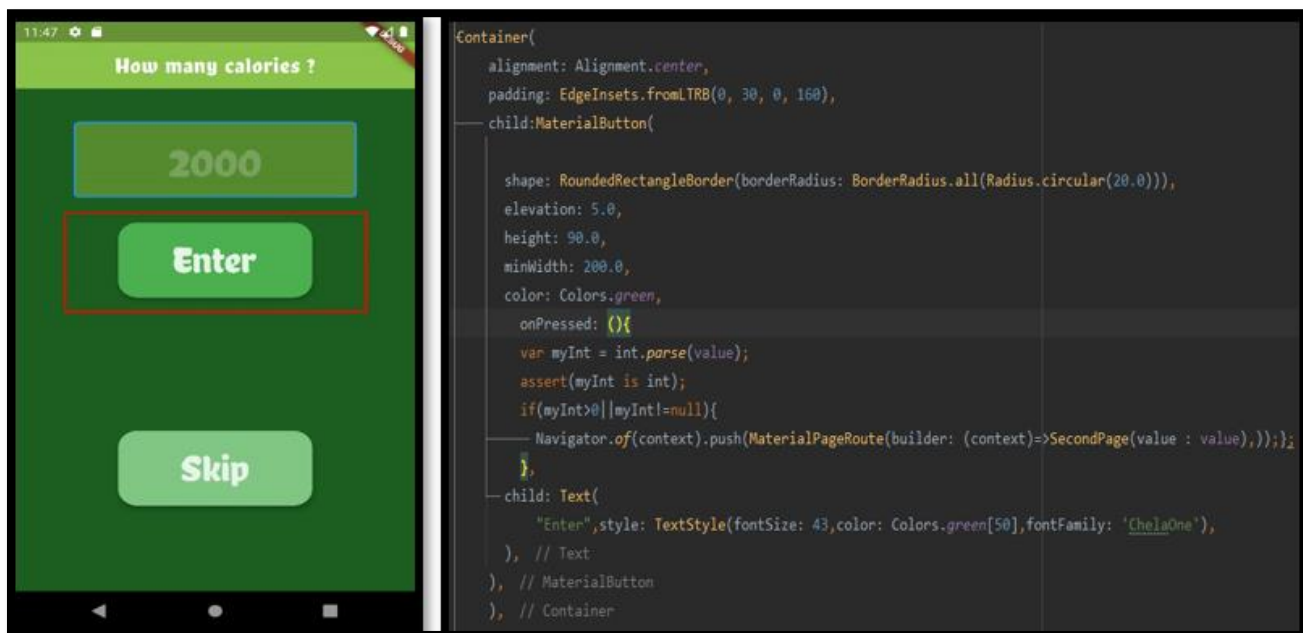 11:47
DEBUG
How many calories ?
2000
Enter
Skip
Container(
alignment: Alignment.center,
padding: EdgeInsets.fromLTRB(0, 30, 0, 160),
child:MaterialButton(
shape: RoundedRectangleBorder(borderRadius: BorderRadius.all(Radius.circular(20.0))),
elevation: 5.0,
height: 90.0,
minWidth: 200.0,
color: Colors.green,
onPressed: (){
var myInt = int.parse(value);
assert(myInt is int);
if(myInt>0||myInt!=null){
Navigator.of(context).push(MaterialPageRoute(builder: (context)=>SecondPage(value : value),));};
},
child: Text(
"Enter",style: TextStyle(fontSize: 43,color: Colors.green[50],fontFamily: 'ChelaOne'),
), // Text
), // MaterialButton
), // Container